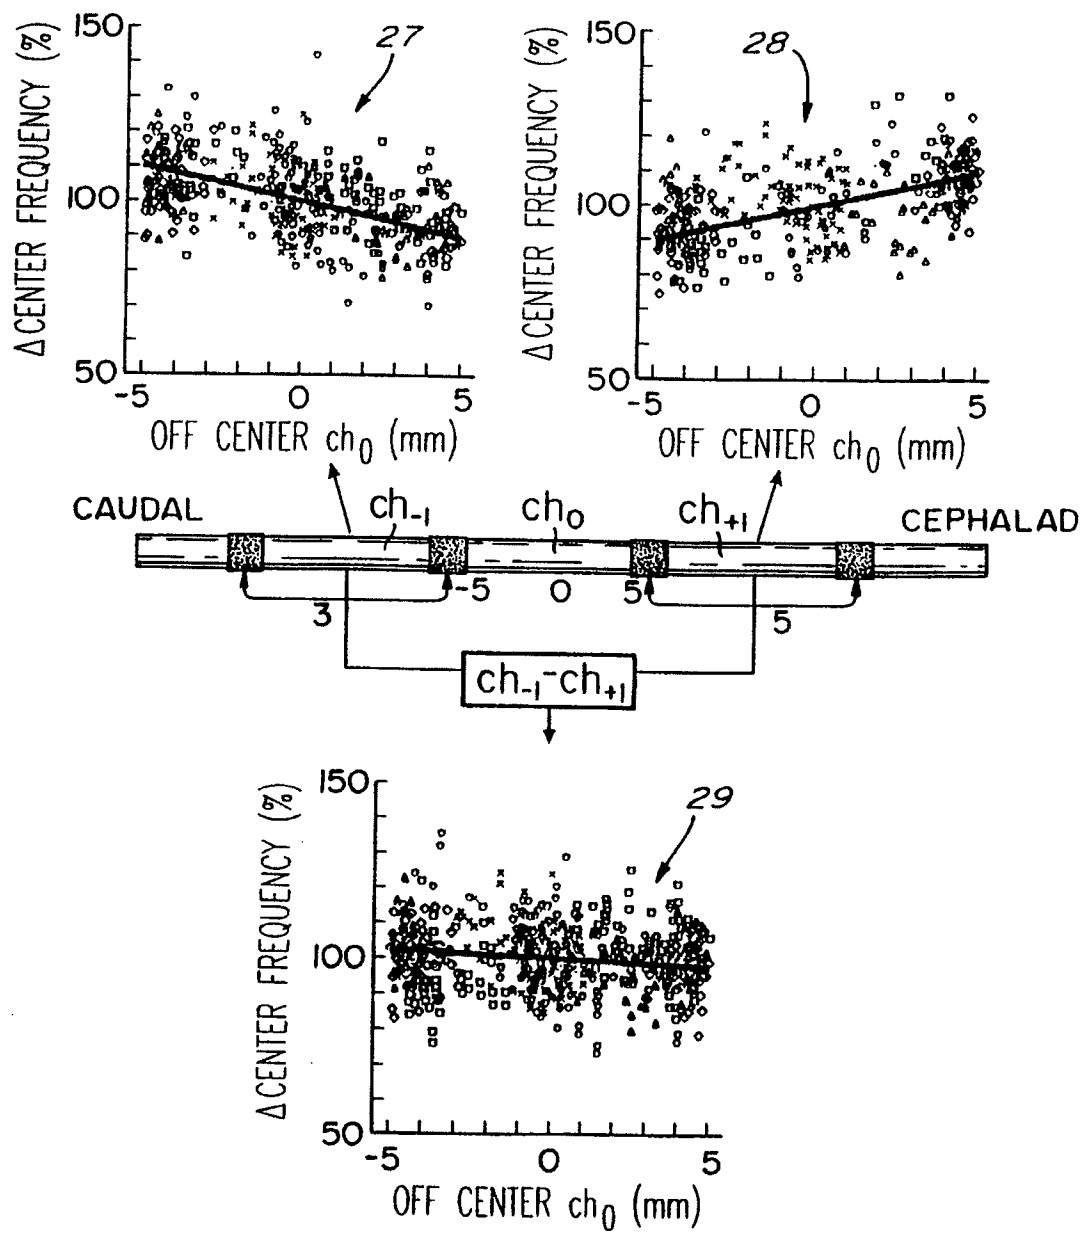 150
100
50
ΔCENTER FREQUENCY (%)
27
-5 0 5
OFF CENTER ch0 (mm)
150
100
50
ΔCENTER FREQUENCY (%)
28
-5 0 5
OFF CENTER ch0 (mm)
CAUDAL
ch-1
ch0
ch+1
CEPHALAD
-5 0 5
3
5
ch-1-ch+1
150
100
50
ΔCENTER FREQUENCY (%)
29
-5 0 5
OFF CENTER ch0 (mm)